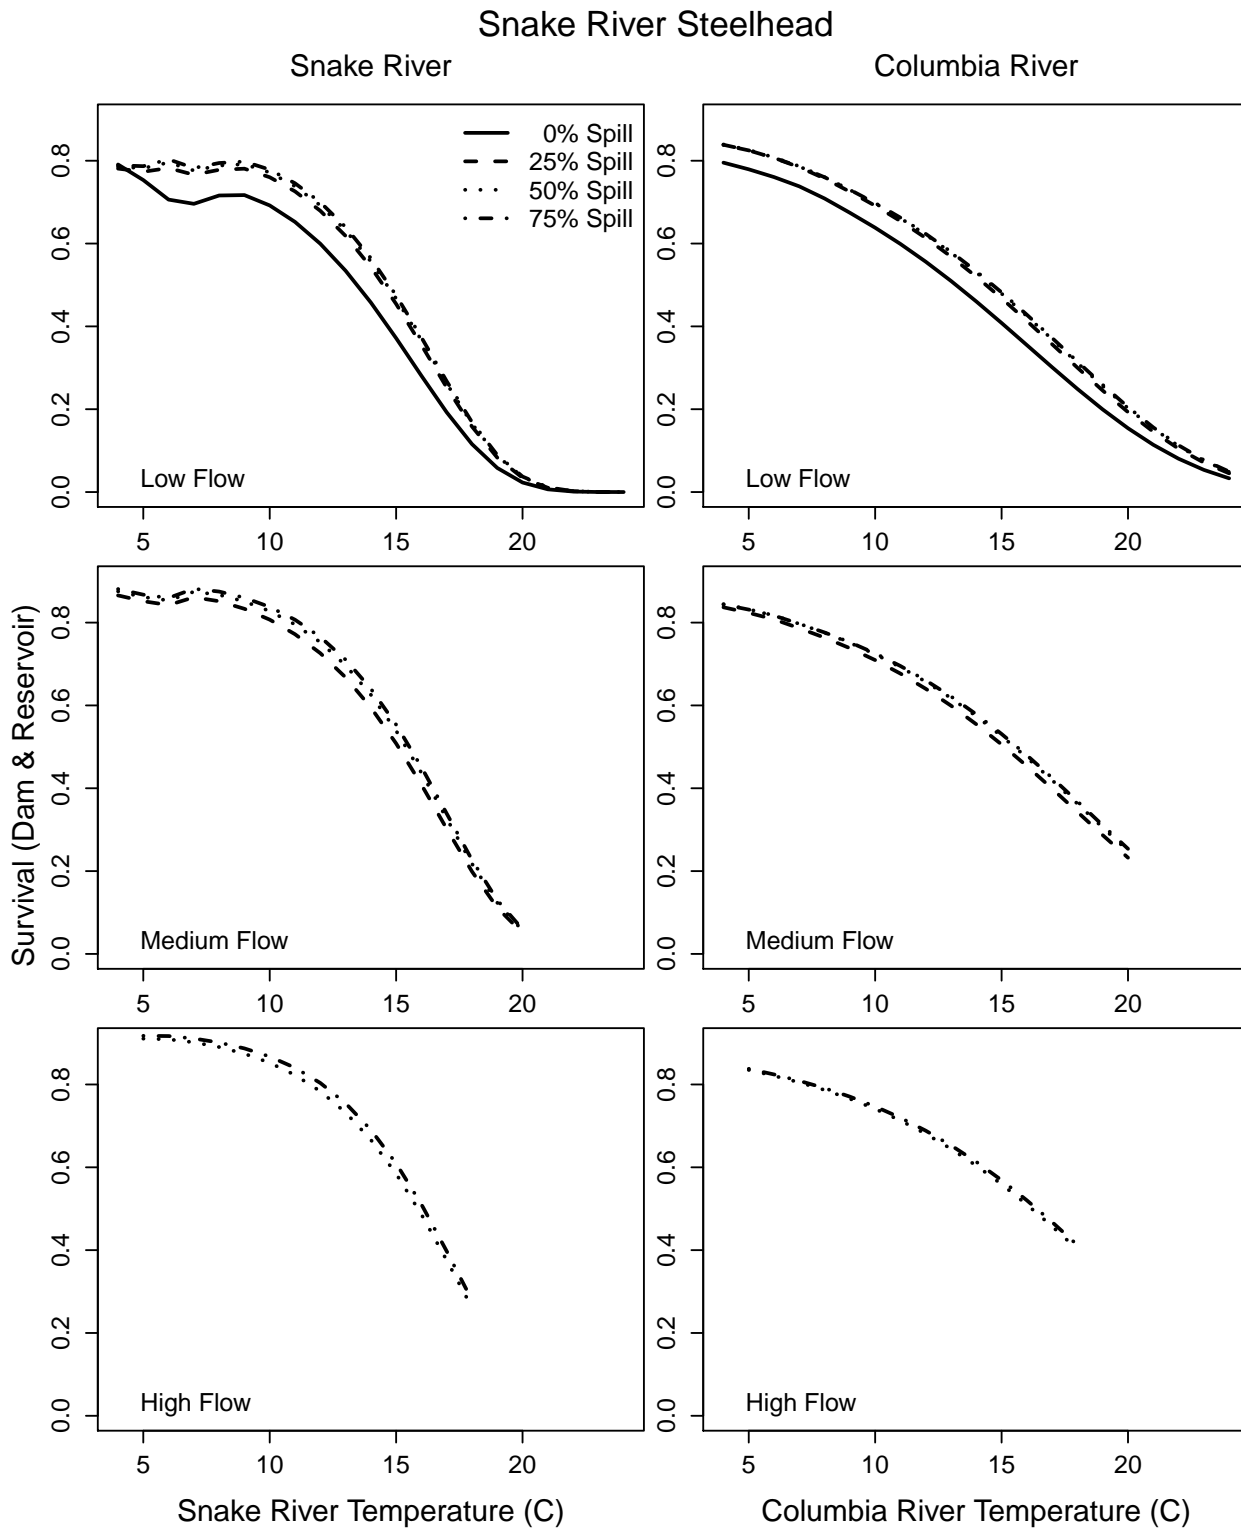 Snake River Steelhead
Snake River
Columbia River
0% Spill
25% Spill
50% Spill
75% Spill
0.0 0.2 0.4 0.6 0.8
Low Flow
5 10 15 20
0.0 0.2 0.4 0.6 0.8
Low Flow
5 10 15 20
Survival (Dam & Reservoir)
0.0 0.2 0.4 0.6 0.8
Medium Flow
5 10 15 20
0.0 0.2 0.4 0.6 0.8
Medium Flow
5 10 15 20
0.0 0.2 0.4 0.6 0.8
High Flow
5 10 15 20
0.0 0.2 0.4 0.6 0.8
High Flow
5 10 15 20
Snake River Temperature (C)
Columbia River Temperature (C)